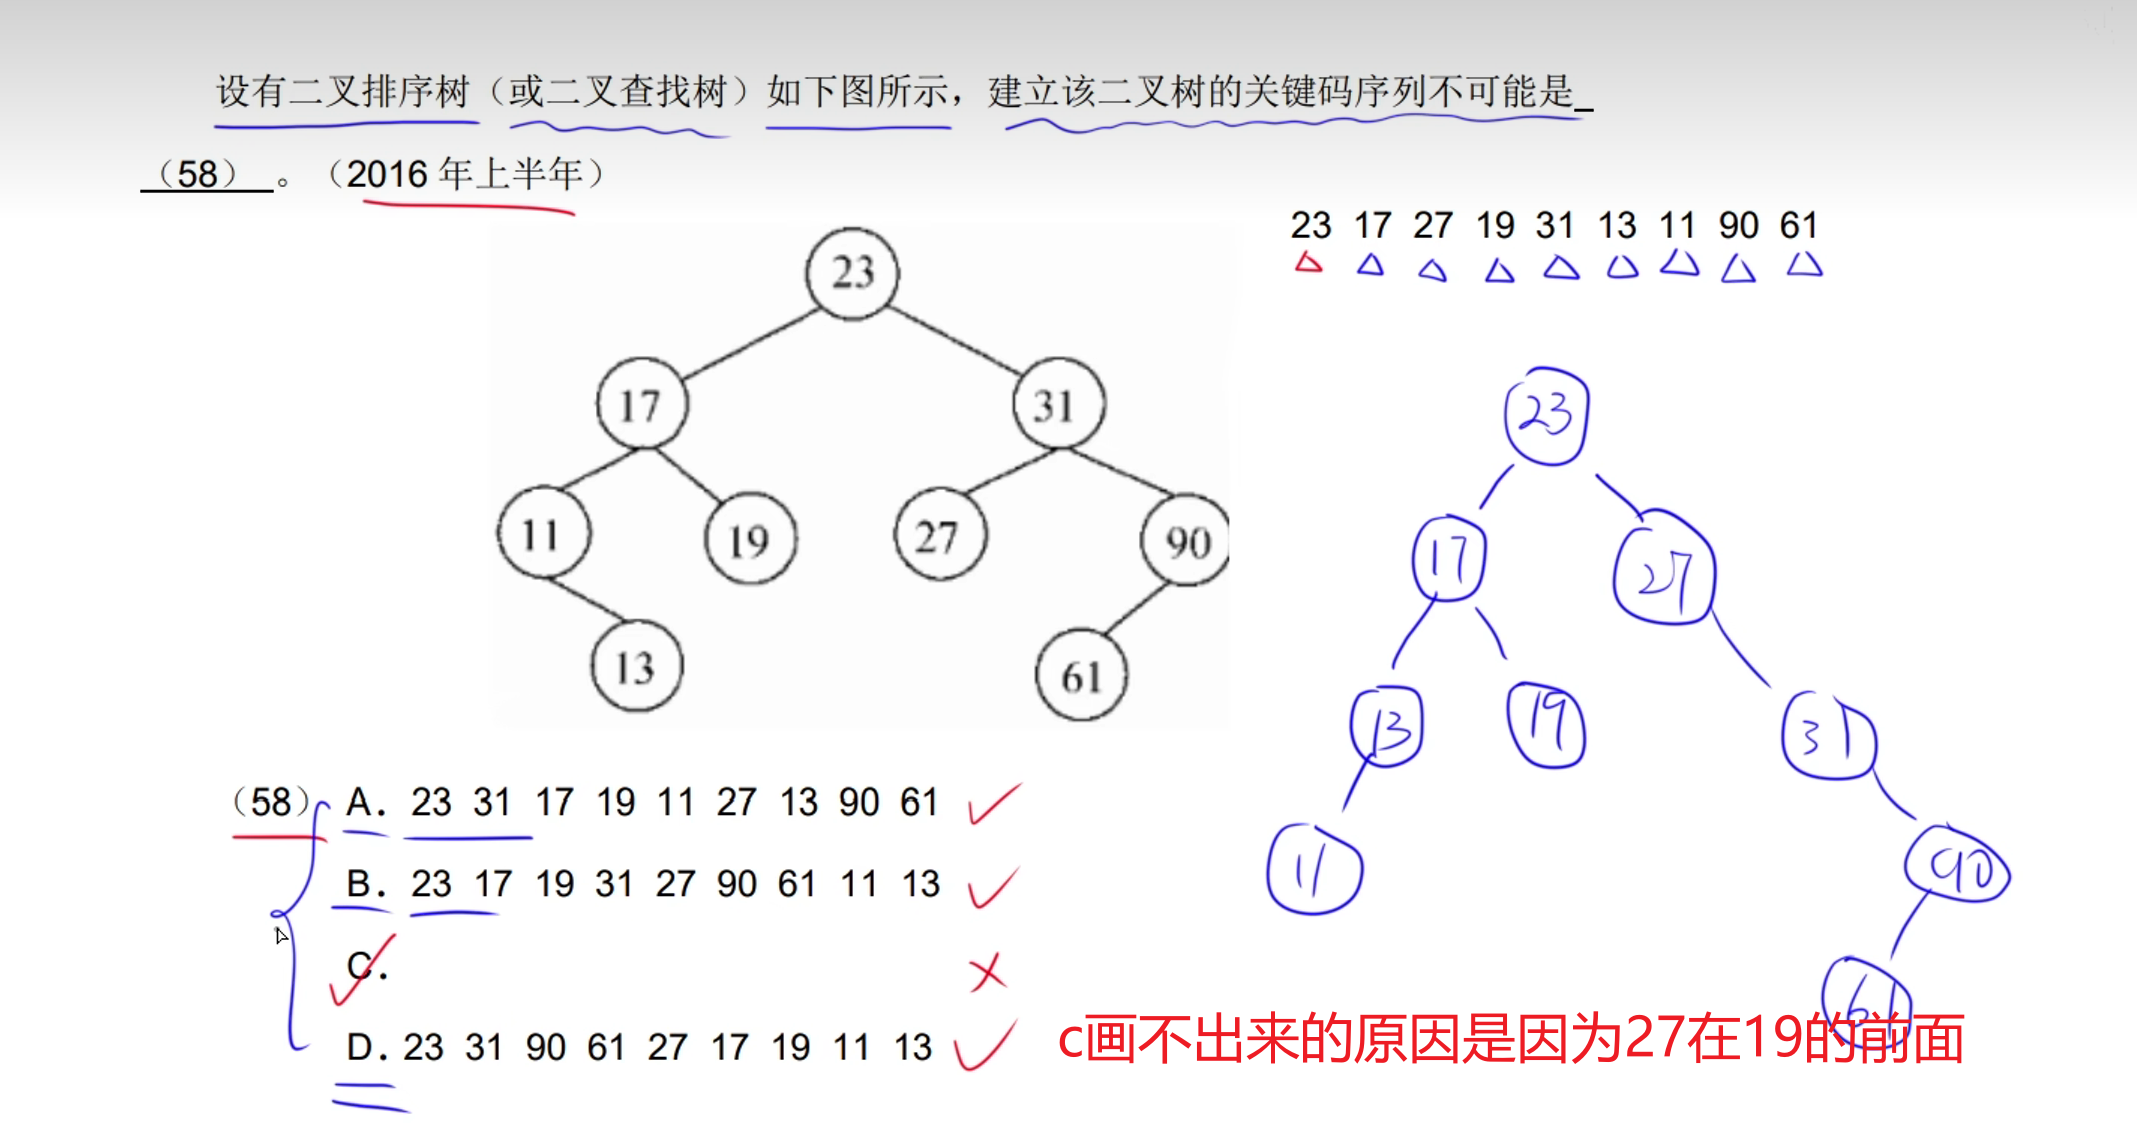 设有二叉排序树（或二叉查找树）如下图所示，建立该二叉树的关键码序列不可能是
（58）。（2016 年上半年）
23 17 27 19 31 13 11 90 61
23
17
31
11
19
27
90
13
61
23
17
27
13
19
31
11
90
61
（58） A. 23 31 17 19 11 27 13 90 61
B. 23 17 19 31 27 90 61 11 13
C.
D. 23 31 90 61 27 17 19 11 13
c画不出来的原因是因为27在19的前面